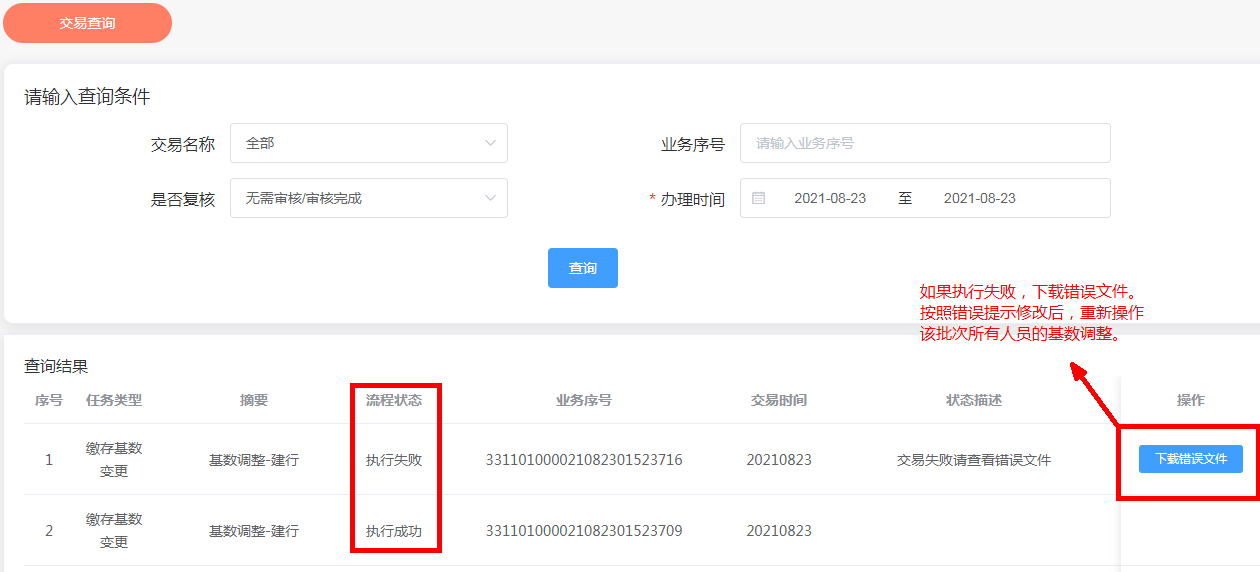 交易查询
请输入查询条件
交易名称 全部 业务序号 请输入业务序号
是否复核 无需审核/审核完成 * 办理时间 2021-08-23 至 2021-08-23
查询
如果执行失败，下载错误文件。
按照错误提示修改后，重新操作
该批次所有人员的基数调整。
查询结果
序号 任务类型 摘要 流程状态 业务序号 交易时间 状态描述 操作
1 缴存基数 基数调整-建行 执行失败 331101000021082301523716 20210823 交易失败请查看错误文件 下载错误文件
变更
2 缴存基数 基数调整-建行 执行成功 331101000021082301523709 20210823
变更